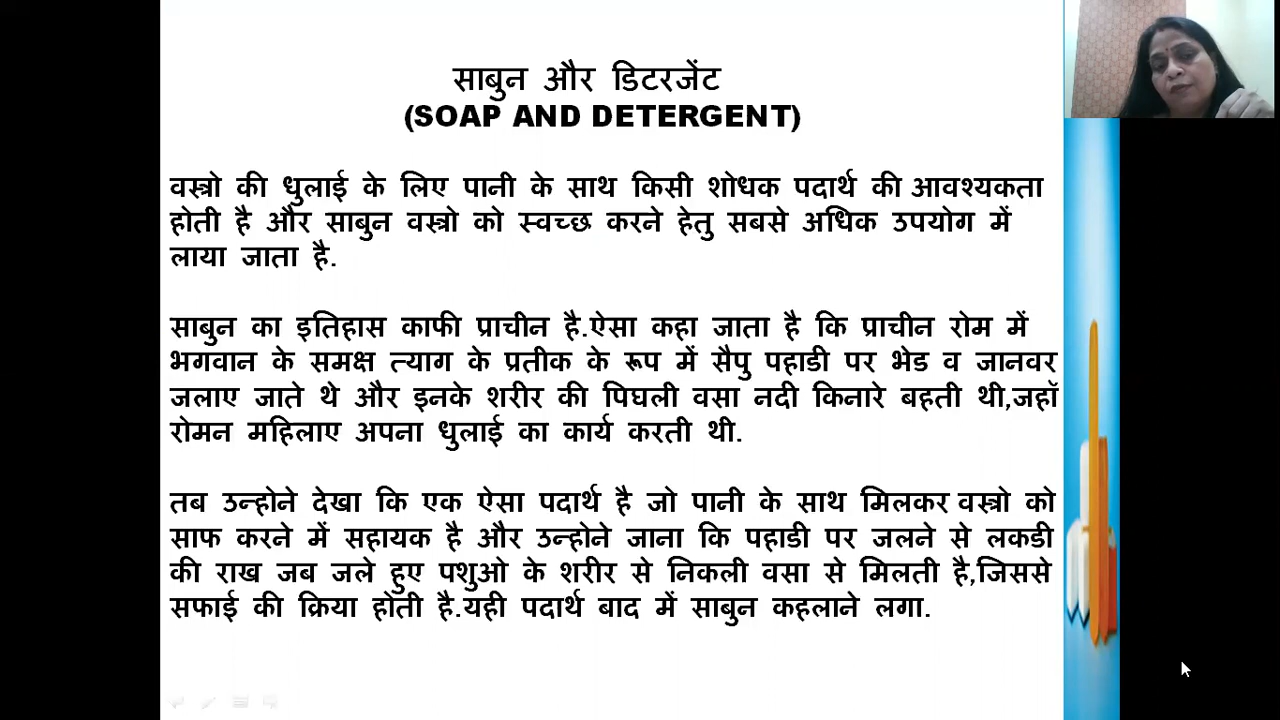 साबुन और डिटरजेंट
(SOAP AND DETERGENT)
वस्त्रो की धुलाई के लिए पानी के साथ किसी शोधक पदार्थ की आवश्यकता
होती है और साबुन वस्त्रो को स्वच्छ करने हेतु सबसे अधिक उपयोग में
लाया जाता है.
साबुन का इतिहास काफी प्राचीन है.ऐसा कहा जाता है कि प्राचीन रोम में
भगवान के समक्ष त्याग के प्रतीक के रूप में सैपु पहाडी पर भेड व जानवर
जलाए जाते थे और इनके शरीर की पिघली वसा नदी किनारे बहती थी,जहॉ
रोमन महिलाए अपना धुलाई का कार्य करती थी.
तब उन्होने देखा कि एक ऐसा पदार्थ है जो पानी के साथ मिलकर वस्त्रो को
साफ करने में सहायक है और उन्होने जाना कि पहाडी पर जलने से लकडी
की राख जब जले हुए पशुओ के शरीर से निकली वसा से मिलती है,जिससे
सफाई की क्रिया होती है.यही पदार्थ बाद में साबुन कहलाने लगा.